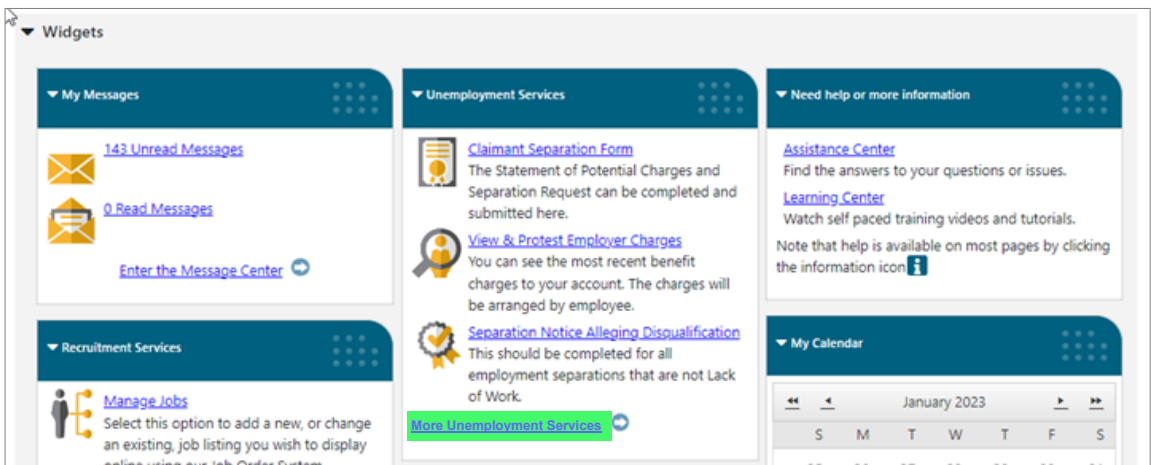 Widgets
My Messages
143 Unread Messages
0 Read Messages
Enter the Message Center
Recruitment Services
Manage Jobs
Select this option to add a new, or change
an existing, job listing you wish to display
online using our Job Order System
Unemployment Services
Claimant Separation Form
The Statement of Potential Charges and
Separation Request can be completed and
submitted here.
View & Protest Employer Charges
You can see the most recent benefit
charges to your account. The charges will
be arranged by employee.
Separation Notice Alleging Disqualification
This should be completed for all
employment separations that are not Lack
of Work.
More Unemployment Services
Need help or more information
Assistance Center
Find the answers to your questions or issues.
Learning Center
Watch self paced training videos and tutorials.
Note that help is available on most pages by clicking
the information icon
My Calendar
January 2023
S M T W T F S